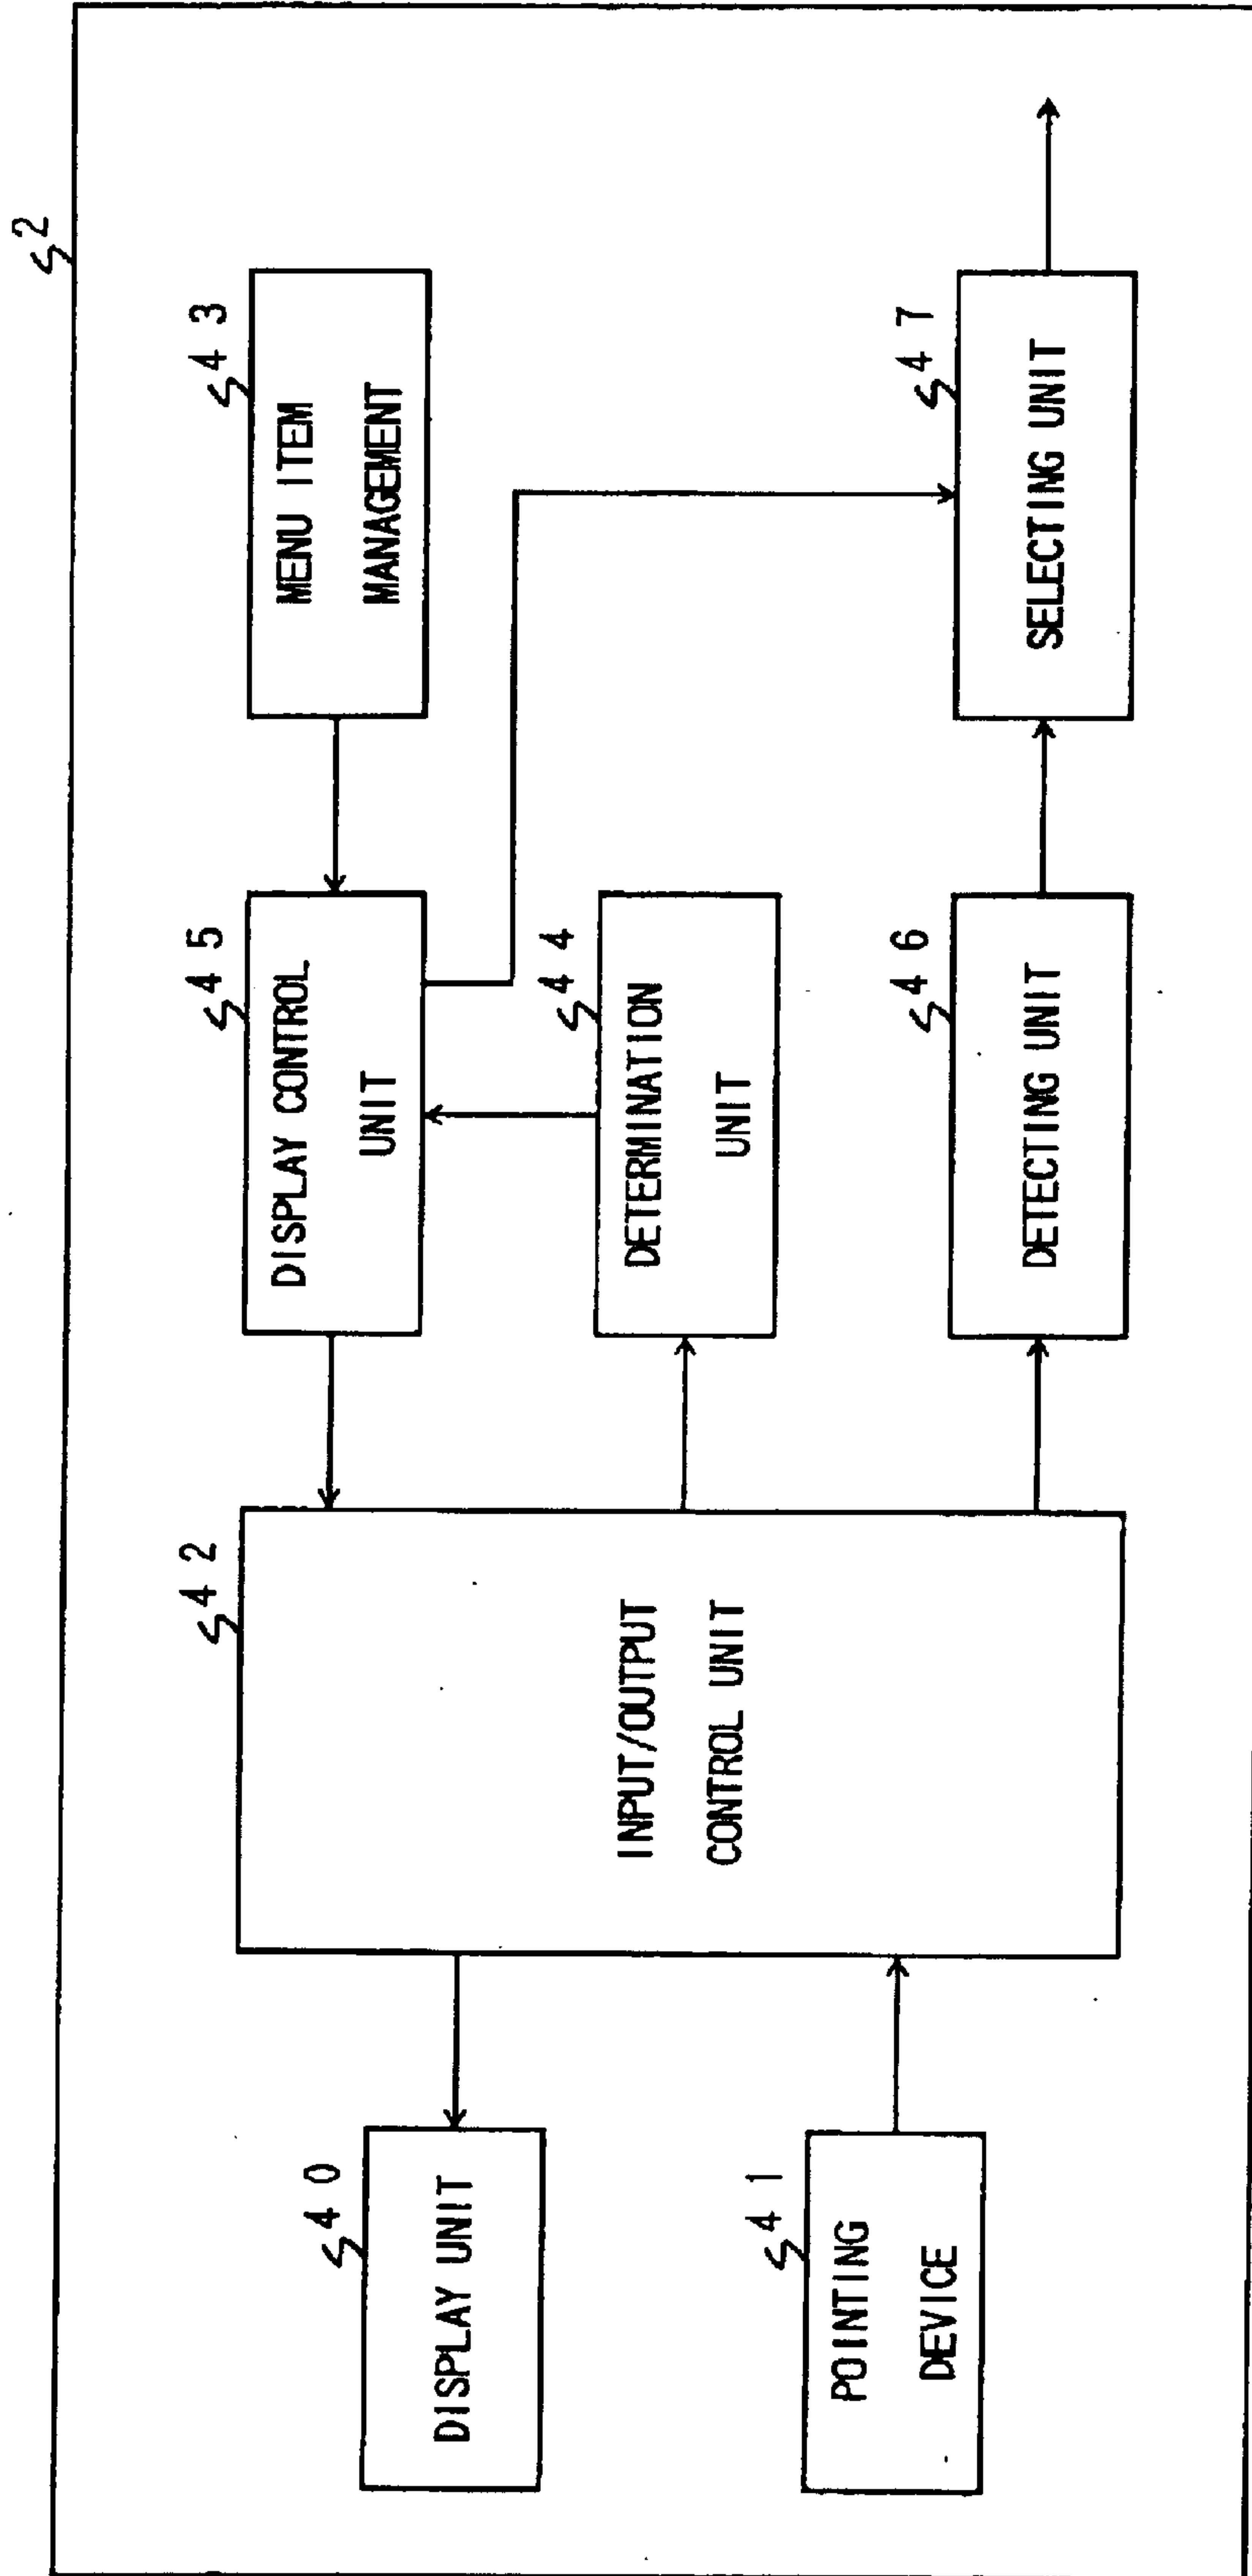 2
4 3
MENU ITEM
MANAGEMENT
4 5
DISPLAY CONTROL
UNIT
4 2
INPUT/OUTPUT
CONTROL UNIT
4 4
DETERMINATION
UNIT
4 0
DISPLAY UNIT
4 1
POINTING
DEVICE
4 6
DETECTING UNIT
4 7
SELECTING UNIT